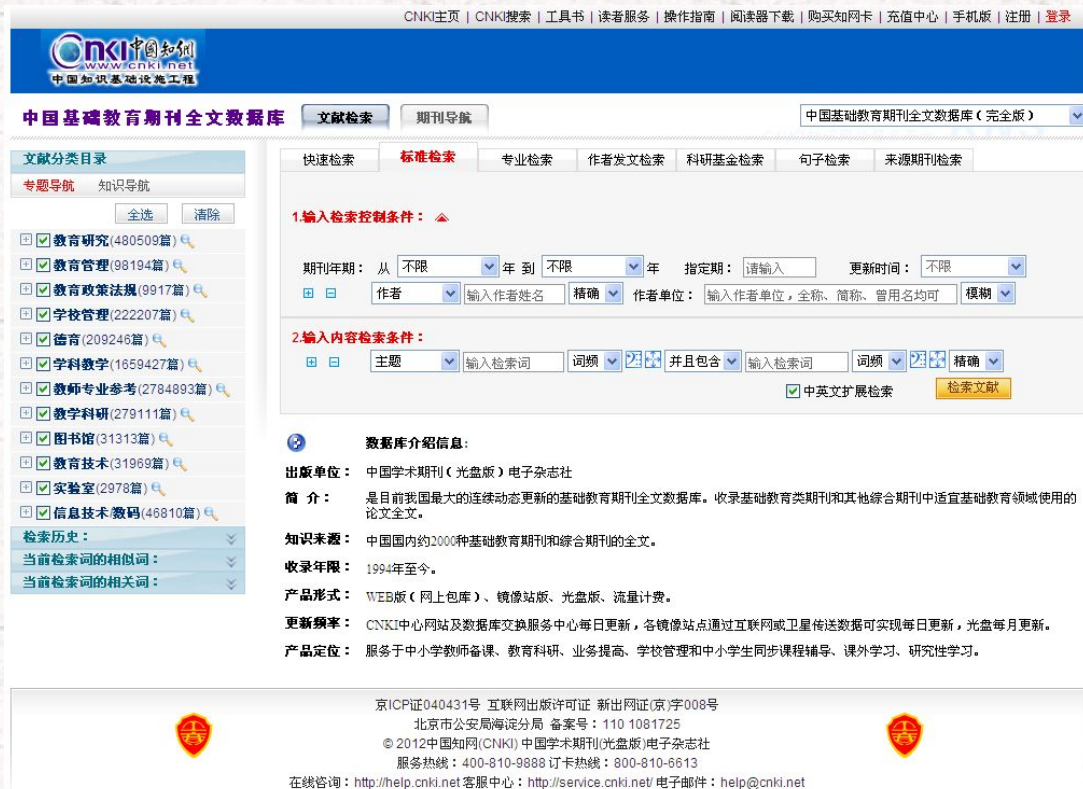 CNKI主页 | CNKI搜索 | 工具书 | 读者服务 | 操作指南 | 阅读器下载 | 购买知网卡 | 充值中心 | 手机版 | 注册 | 登录
Cnki中国知网
www.cnki.net
中国知识基础设施工程
中国基础教育期刊全文数据库 文献检索 期刊导航 中国基础教育期刊全文数据库(完全版)
文献分类目录
专题导航 知识导航
全选 清除
教育研究(480509篇)
教育管理(98194篇)
教育政策法规(9917篇)
学校管理(222207篇)
德育(209246篇)
学科教学(1659427篇)
教师专业参考(2784893篇)
教学科研(279111篇)
图书馆(31313篇)
教育技术(31969篇)
实验室(2978篇)
信息技术/数码(46810篇)
检索历史:
当前检索词的相似词:
当前检索词的相关词:
快速检索 标准检索 专业检索 作者发文检索 科研基金检索 句子检索 来源期刊检索
1.输入检索控制条件:
期刊年期: 从 不限 年 到 不限 年 指定期: 请输入 更新时间: 不限
作者 输入作者姓名 精确 作者单位: 输入作者单位,全称、简称、曾用名均可 模糊
2.输入内容检索条件:
主题 输入检索词 词频 并且包含 输入检索词 词频 精确
中英文扩展检索 检索文献
数据库介绍信息:
出版单位: 中国学术期刊(光盘版)电子杂志社
简 介: 是目前我国最大的连续动态更新的基础教育期刊全文数据库。收录基础教育类期刊和其他综合期刊中适宜基础教育领域使用的
论文全文。
知识来源: 中国国内约2000种基础教育期刊和综合期刊的全文。
收录年限: 1994年至今。
产品形式: WEB版(网上包库)、镜像站版、光盘版、流量计费。
更新频率: CNKI中心网站及数据库交换服务中心每日更新,各镜像站点通过互联网或卫星传送数据可实现每日更新,光盘每月更新。
产品定位: 服务于中小学教师备课、教育科研、业务提高、学校管理和中小学生同步课程辅导、课外学习、研究性学习。
京ICP证040431号 互联网出版许可证 新出网证(京)字008号
北京市公安局海淀分局 备案号:110 1081725
© 2012中国知网(CNKI) 中国学术期刊(光盘版)电子杂志社
服务热线:400-810-9888 订卡热线:800-810-6613
在线咨询:http://help.cnki.net 客服中心:http://service.cnki.net/ 电子邮件:help@cnki.net